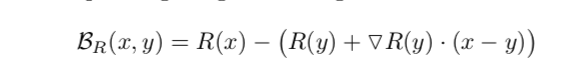 ℬ_R(x, y) = R(x) − (R(y) + ▽R(y) · (x − y))